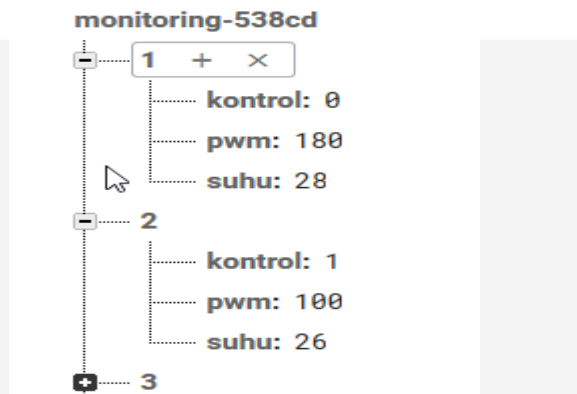 monitoring-538cd
1 + ×
kontrol: 0
pwm: 180
suhu: 28
2
kontrol: 1
pwm: 100
suhu: 26
3